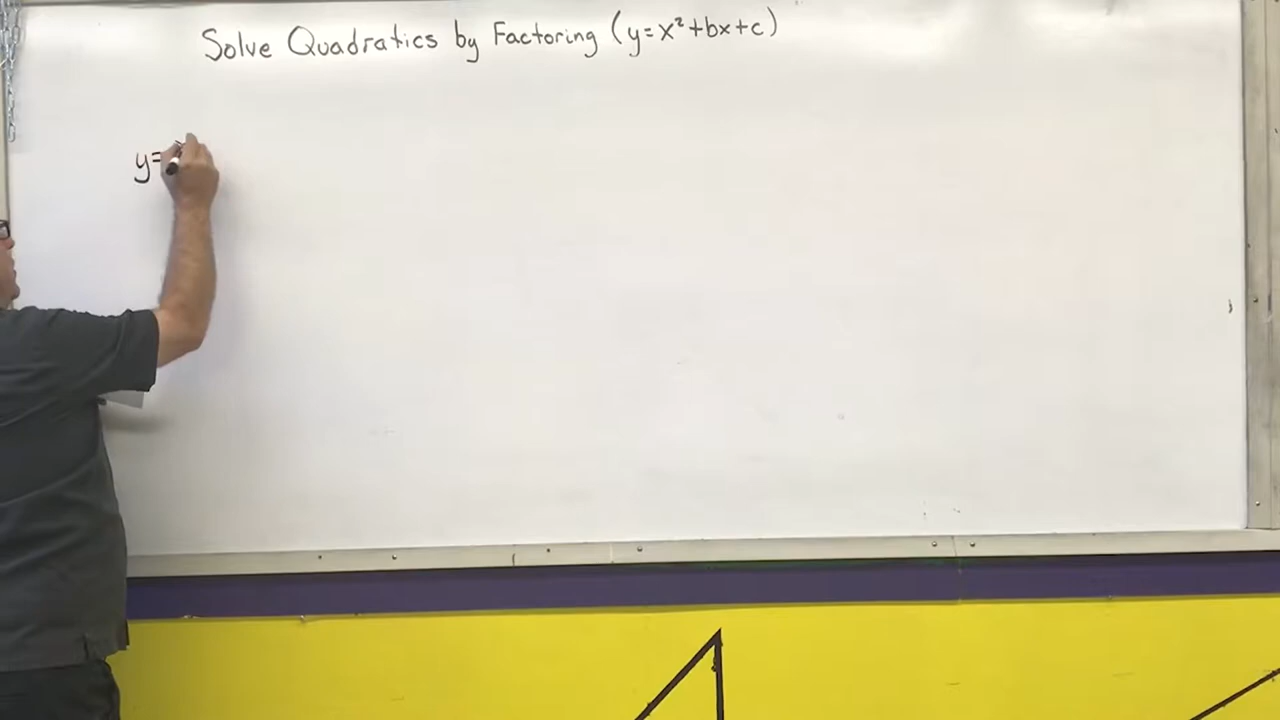 Solve Quadratics by Factoring (y=x²+bx+c)
y=